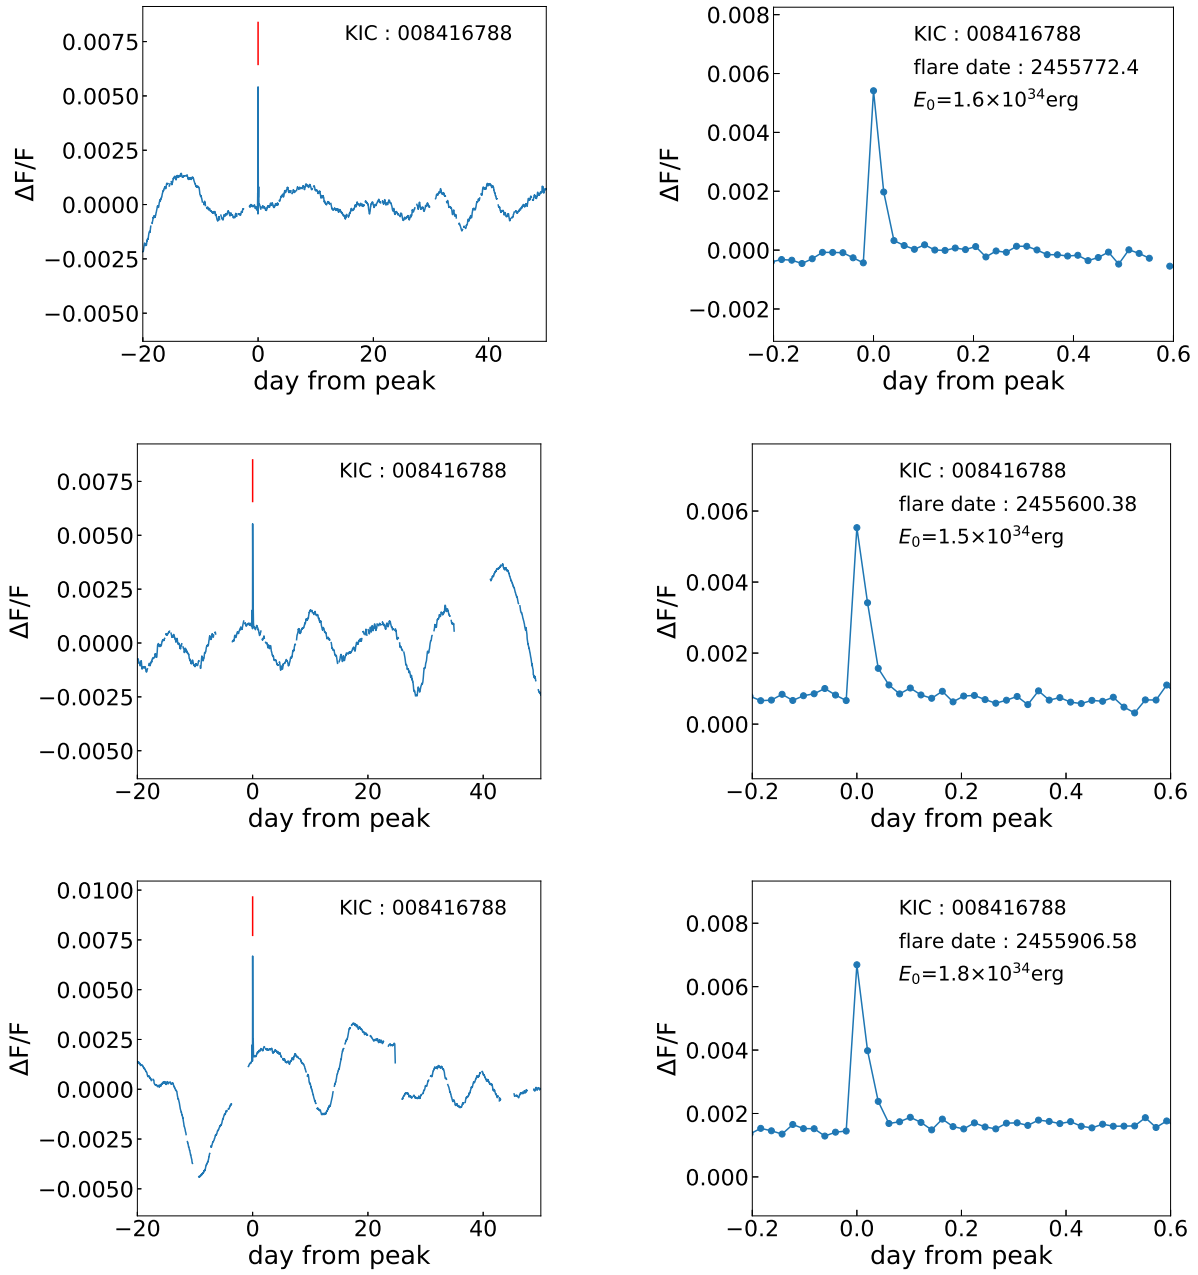 0.0075
0.0050
0.0025
0.0000
−0.0025
−0.0050
ΔF/F
KIC : 008416788
−20 0 20 40
day from peak
0.008
0.006
0.004
0.002
0.000
−0.002
ΔF/F
KIC : 008416788
flare date : 2455772.4
E₀=1.6×10³⁴erg
−0.2 0.0 0.2 0.4 0.6
day from peak
0.0075
0.0050
0.0025
0.0000
−0.0025
−0.0050
ΔF/F
KIC : 008416788
−20 0 20 40
day from peak
0.006
0.004
0.002
0.000
ΔF/F
KIC : 008416788
flare date : 2455600.38
E₀=1.5×10³⁴erg
−0.2 0.0 0.2 0.4 0.6
day from peak
0.0100
0.0075
0.0050
0.0025
0.0000
−0.0025
−0.0050
ΔF/F
KIC : 008416788
−20 0 20 40
day from peak
0.008
0.006
0.004
0.002
0.000
ΔF/F
KIC : 008416788
flare date : 2455906.58
E₀=1.8×10³⁴erg
−0.2 0.0 0.2 0.4 0.6
day from peak